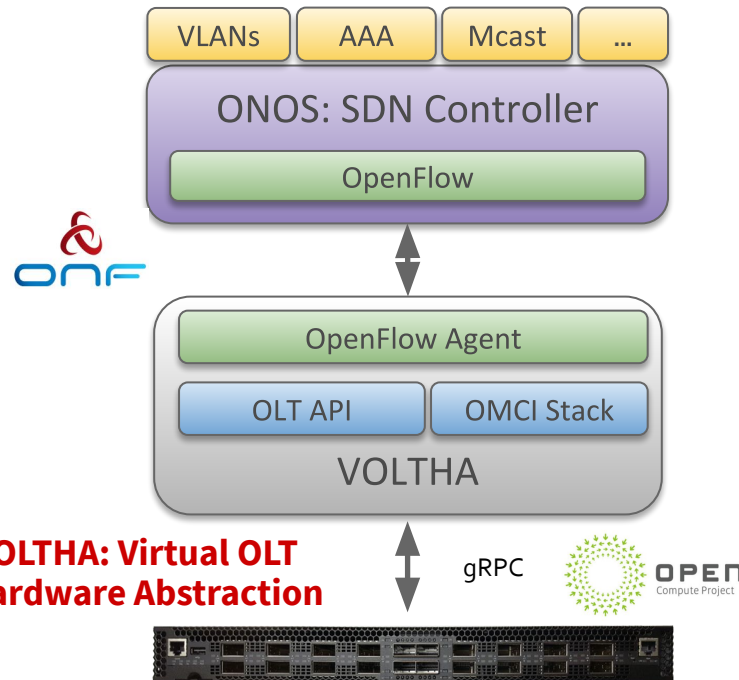 VLANs AAA Mcast ...
ONOS: SDN Controller
OpenFlow
ONF
OpenFlow Agent
OLT API OMCI Stack
VOLTHA
OLTHA: Virtual OLT
ardware Abstraction
gRPC
OPEN
Compute Project